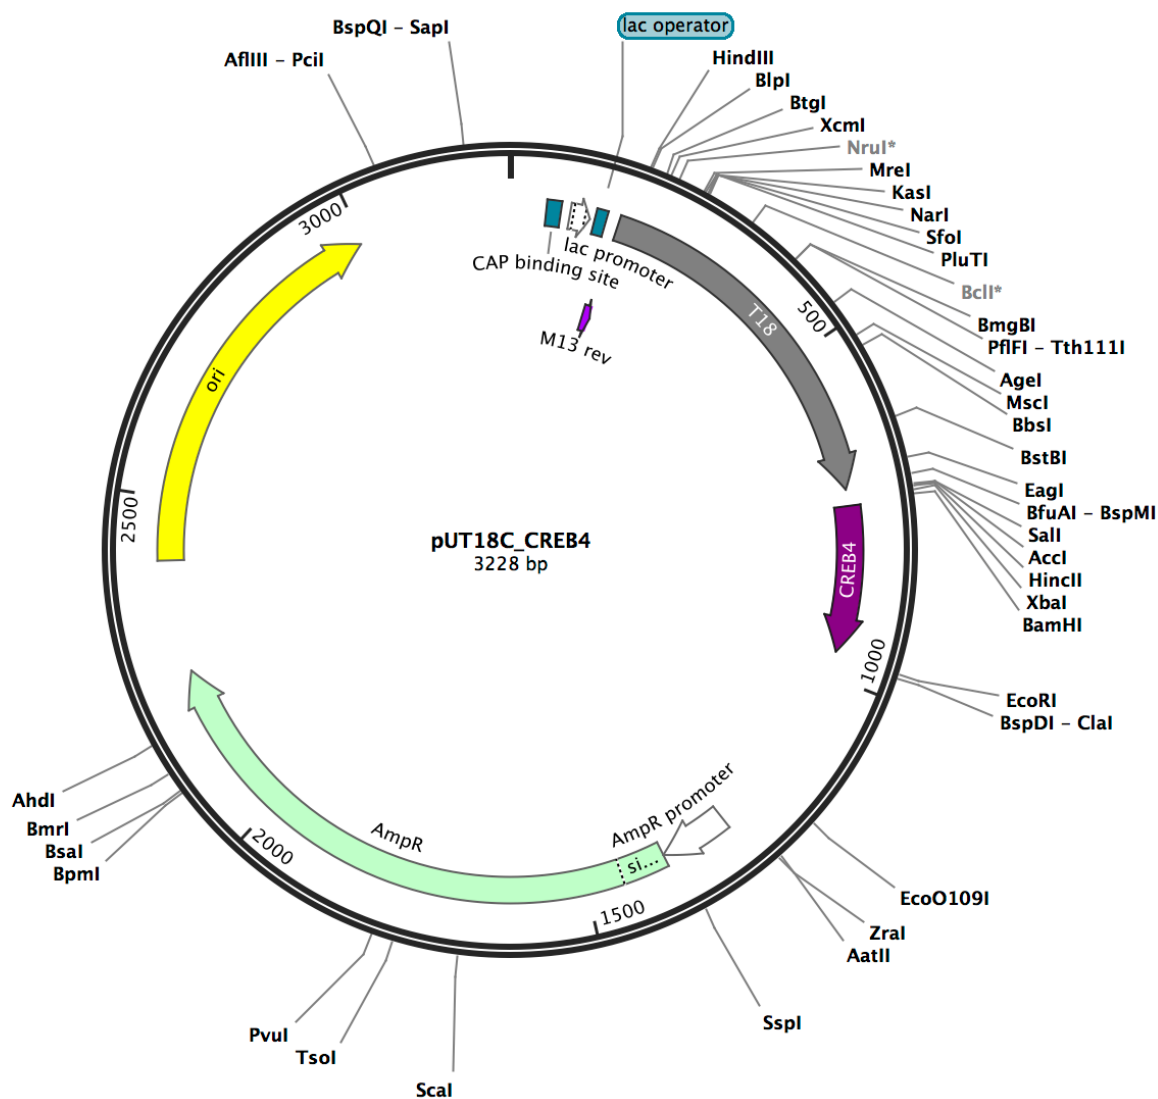 lac operator
BspQI - SapI
AflIII - PciI
HindIII
BlpI
BtgI
XcmI
NruI*
MreI
KasI
NarI
SfoI
PluTI
BclI*
BmgBI
PflFI - Tth111I
AgeI
MscI
BbsI
BstBI
EagI
BfuAI - BspMI
SalI
AccI
HincII
XbaI
BamHI
EcoRI
BspDI - ClaI
EcoO109I
ZraI
AatII
SspI
ScaI
TsoI
PvuI
BpmI
BsaI
BmrI
AhdI
3000
500
1000
1500
2000
2500
lac promoter
CAP binding site
M13 rev
T18
CREB4
ori
AmpR promoter
si...
AmpR
pUT18C_CREB4
3228 bp